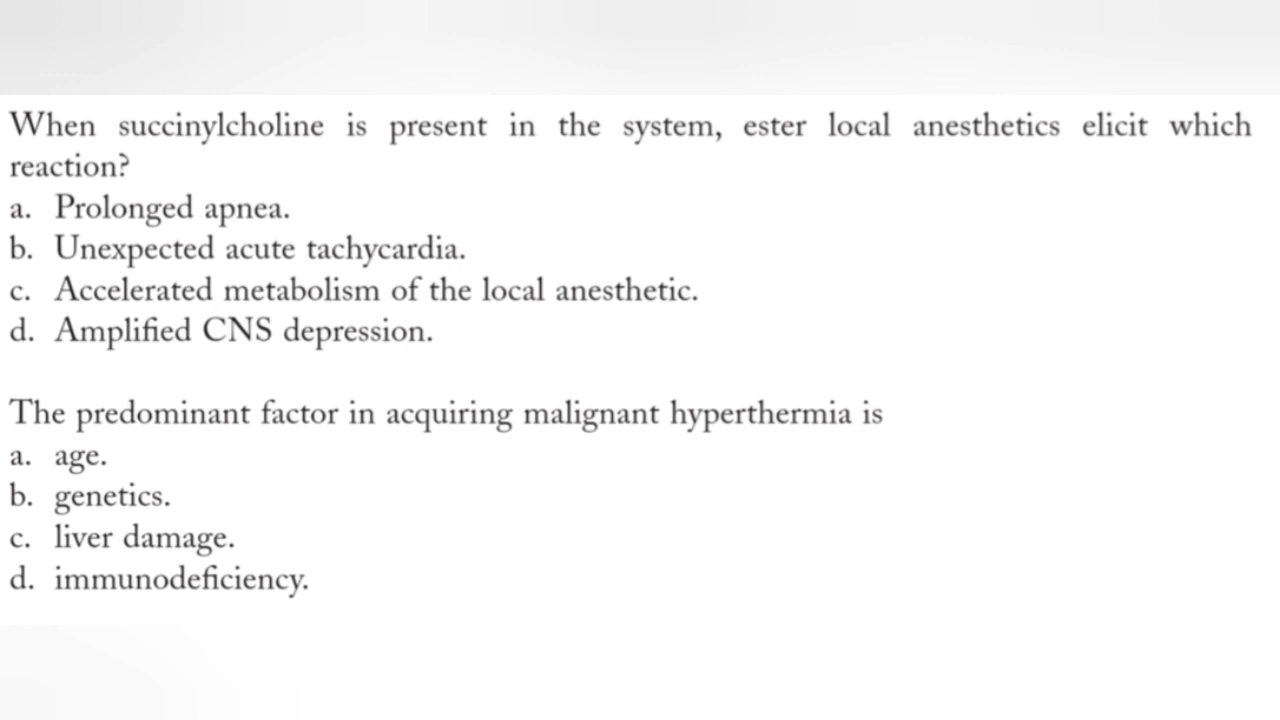 When succinylcholine is present in the system, ester local anesthetics elicit which
reaction?
a. Prolonged apnea.
b. Unexpected acute tachycardia.
c. Accelerated metabolism of the local anesthetic.
d. Amplified CNS depression.
The predominant factor in acquiring malignant hyperthermia is
a. age.
b. genetics.
c. liver damage.
d. immunodeficiency.